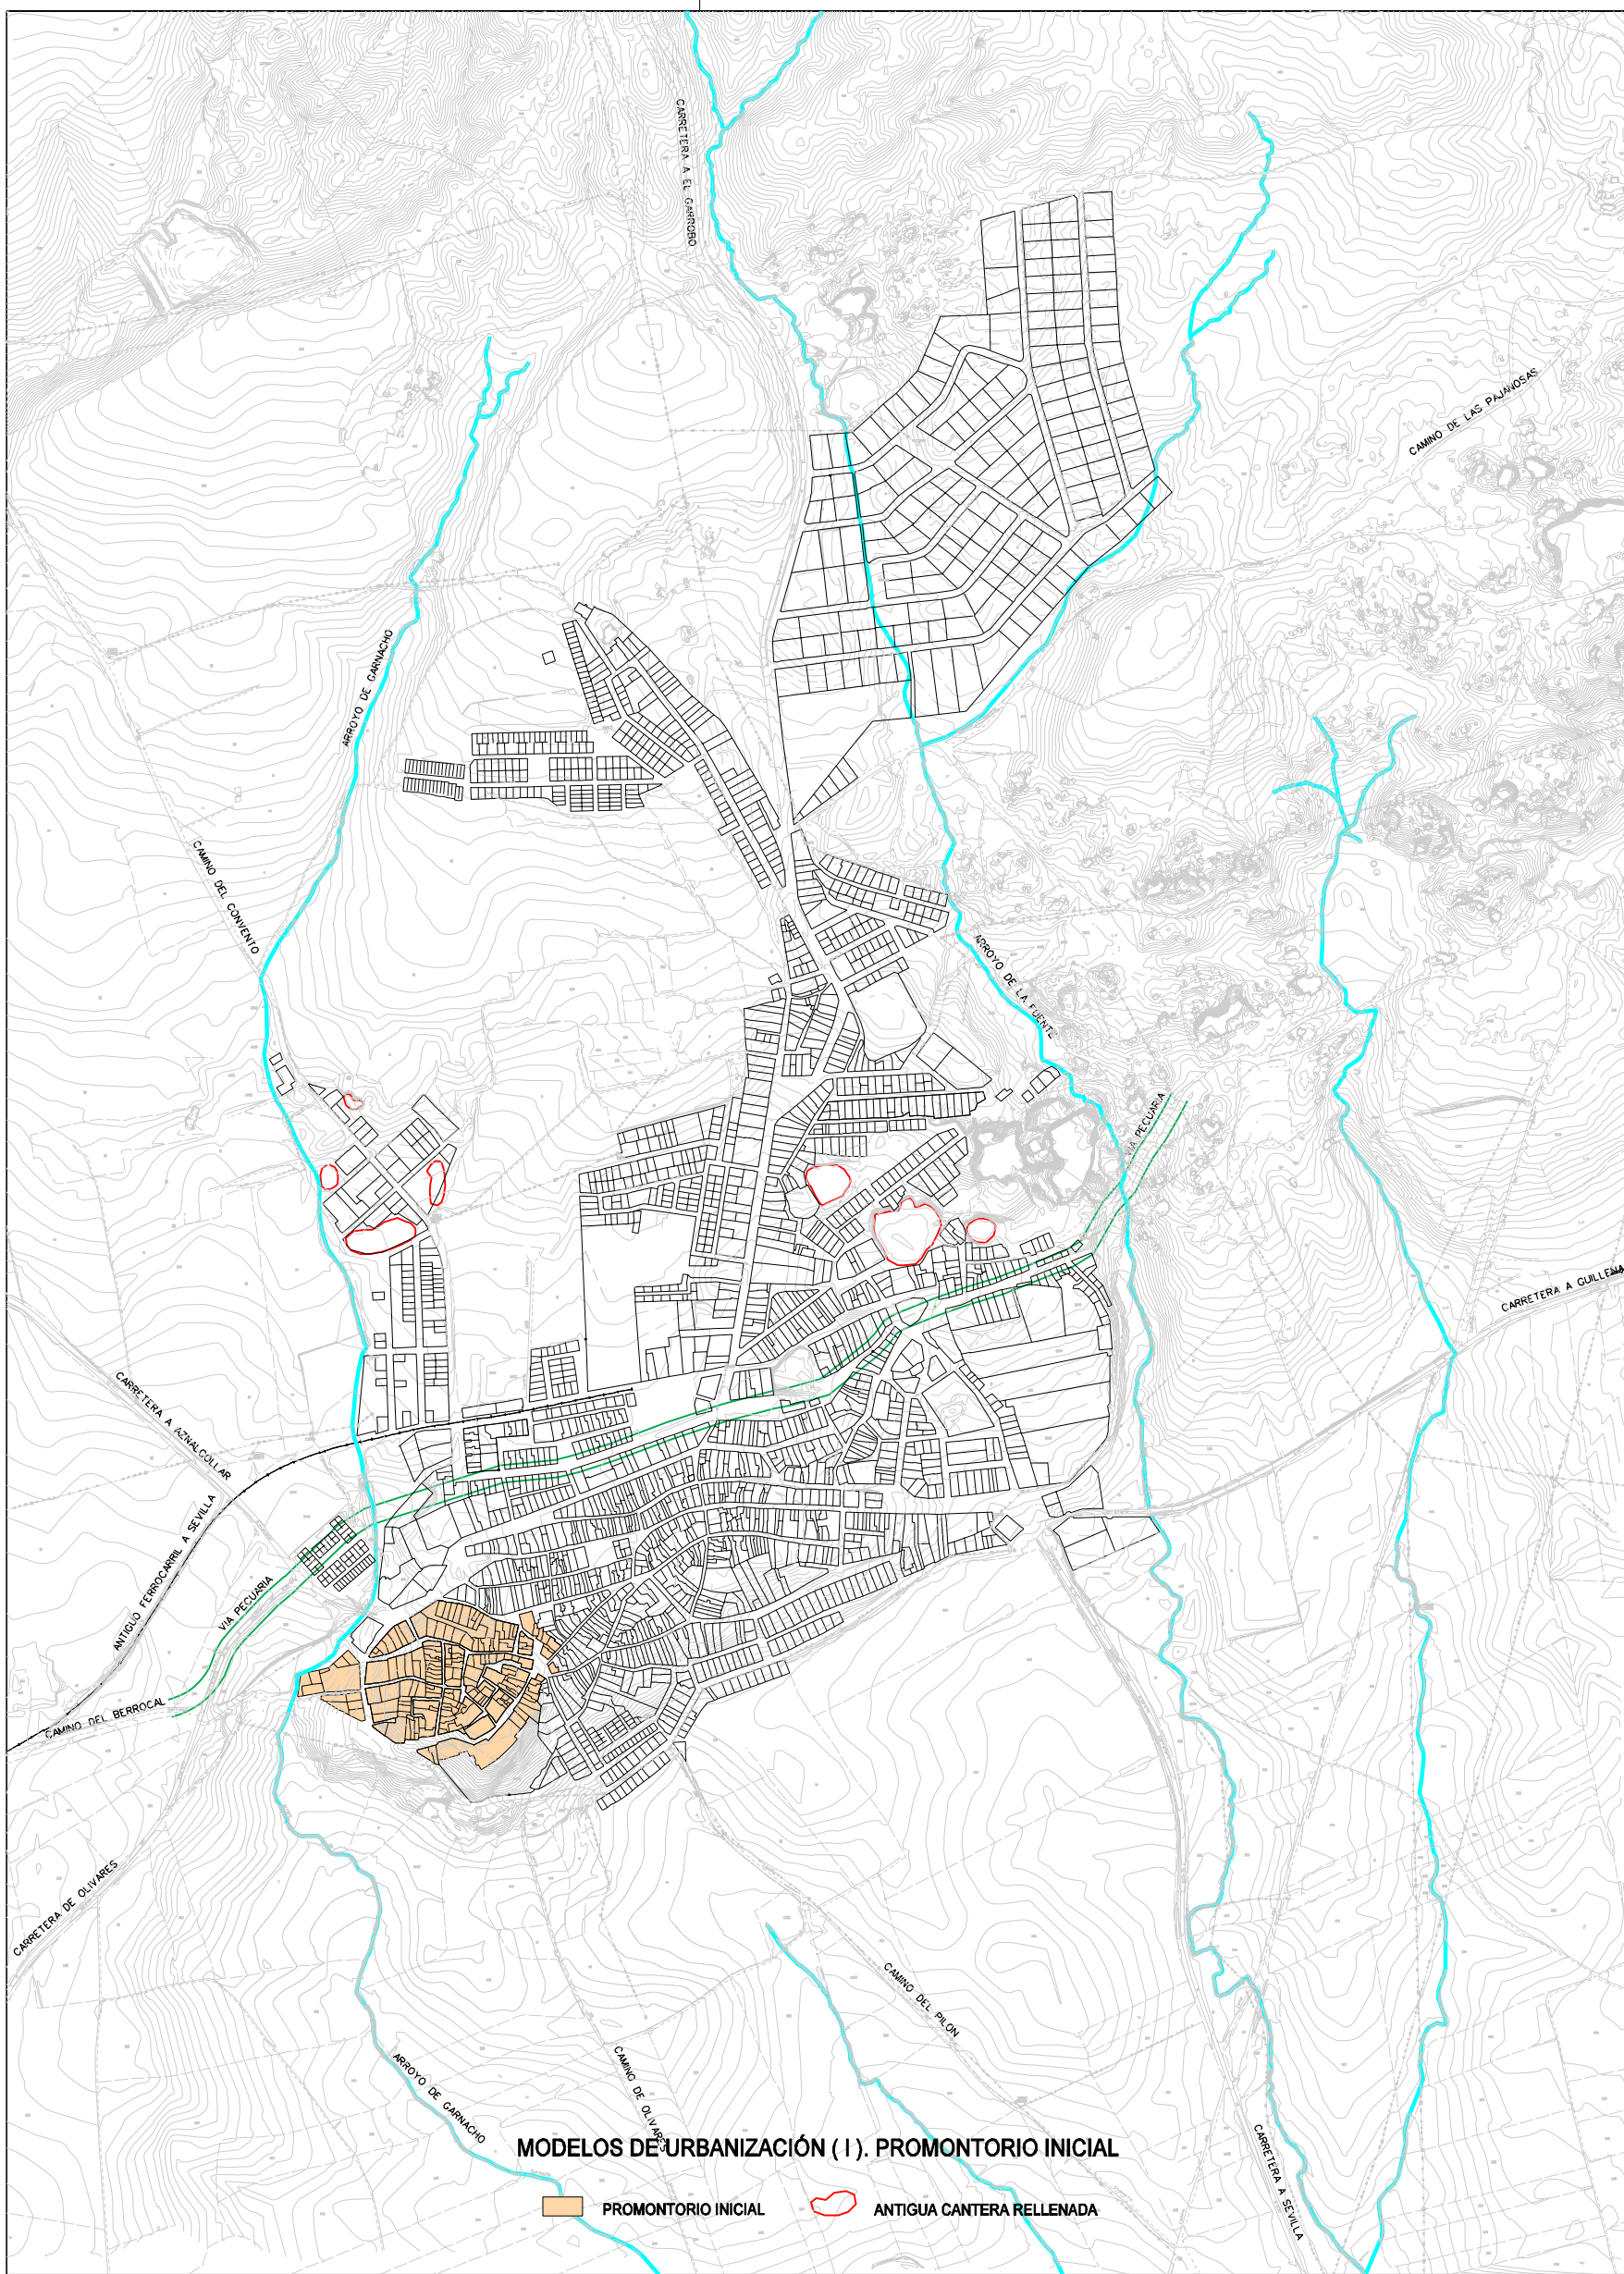 CARRETERA A EL GARROBO
CAMINO DE LAS PAJANOSAS
ARROYO DE GARNACHO
CAMINO DEL CONVENTO
ARROYO DE LA FUENTE
VIA PECUARIA
CARRETERA A GUILLENA
CARRETERA A AZNALCOLLAR
ANTIGUO FERROCARRIL A SEVILLA
VIA PECUARIA
CAMINO DEL BERROCAL
CARRETERA DE OLIVARES
CAMINO DEL PILON
ARROYO DE GARNACHO
CAMINO DE OLIVARES
CARRETERA A SEVILLA
MODELOS DE URBANIZACIÓN ( I ). PROMONTORIO INICIAL
PROMONTORIO INICIAL
ANTIGUA CANTERA RELLENADA